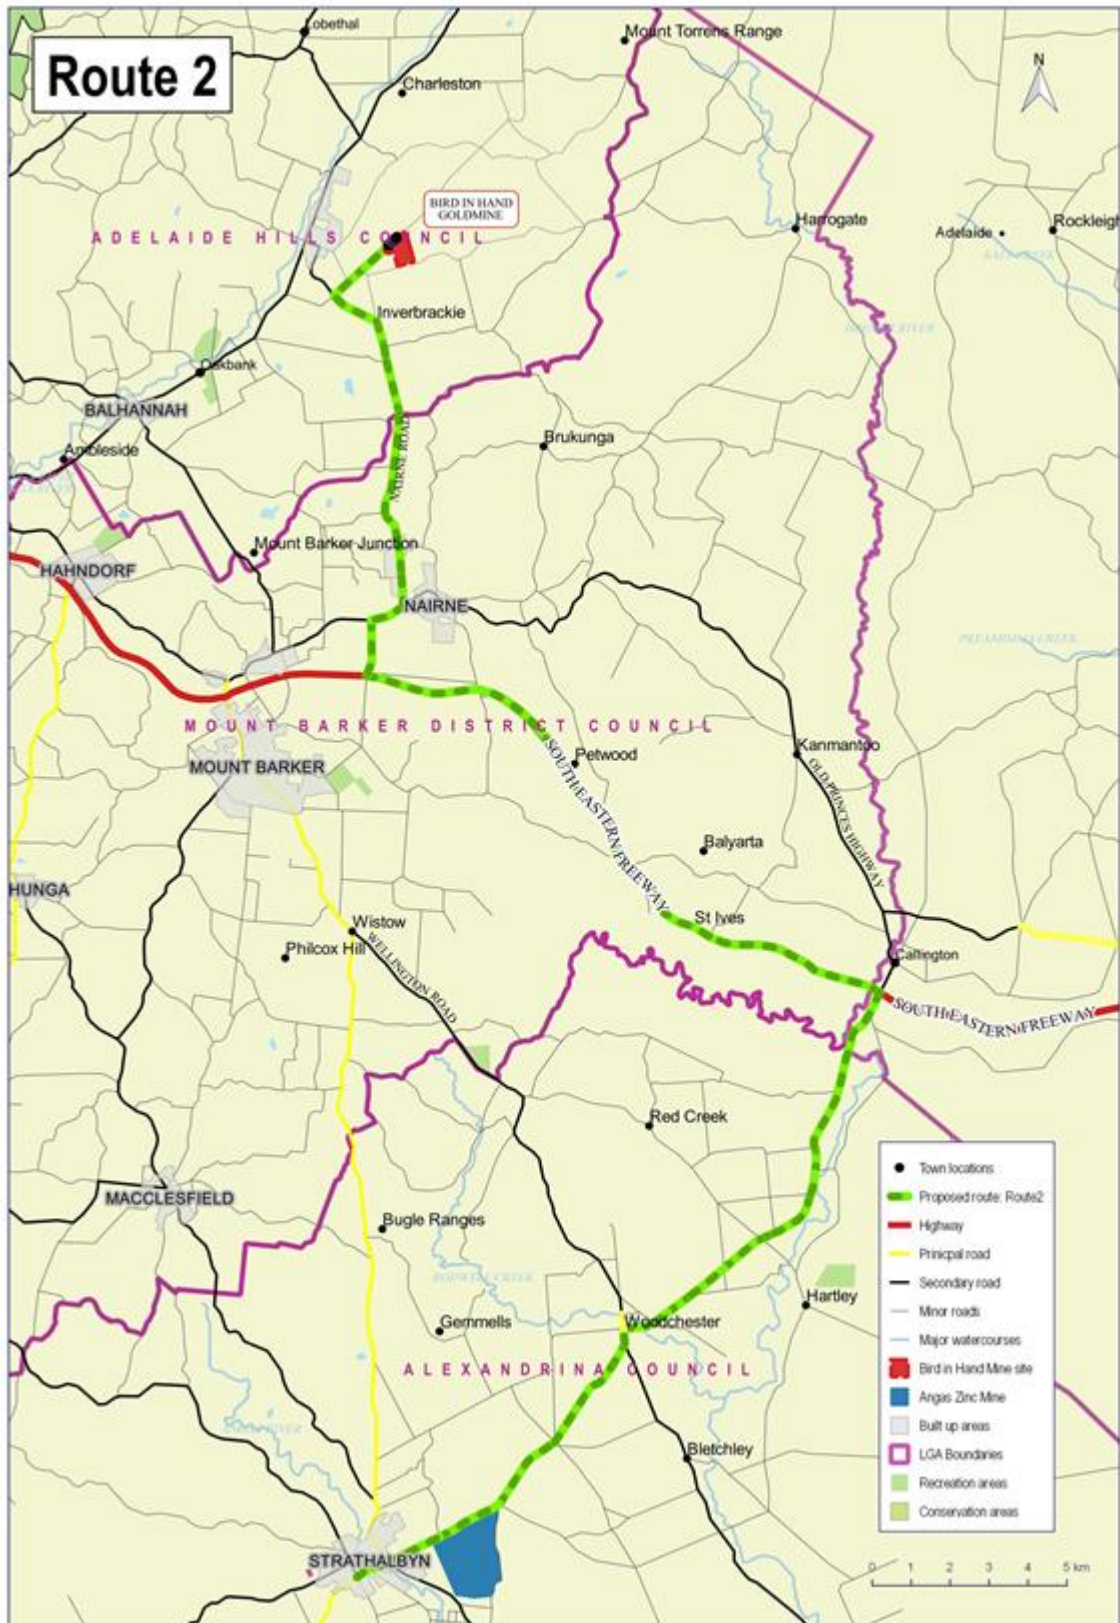 Route 2
Lobethal
Mount Torrens Range
N
Charleston
BIRD IN HAND
GOLDMINE
ADELAIDE HILLS COUNCIL
Harrogate
Adelaide
Rockleigh
Inverbrackie
Oakbank
BALHANNAH
NAIRNE ROAD
Brukunga
Ambleside
Mount Barker Junction
HAHNDORF
NAIRNE
MOUNT BARKER DISTRICT COUNCIL
SOUTH EASTERN FREEWAY
Petwood
Kanmantoo
MOUNT BARKER
OLD PRINCES HIGHWAY
Balyarta
HUNGA
St Ives
Wistow
Philcox Hill
WELLINGTON ROAD
Callington
SOUTH EASTERN FREEWAY
Red Creek
MACCLESFIELD
Bugle Ranges
Hartley
Gemmells
Woodchester
ALEXANDRINA COUNCIL
Bletchley
STRATHALBYN
Town locations
Proposed route: Route2
Highway
Prinicpal road
Secondary road
Minor roads
Major watercourses
Bird in Hand Mine site
Angas Zinc Mine
Built up areas
LGA Boundaries
Recreation areas
Conservation areas
0 1 2 3 4 5 km